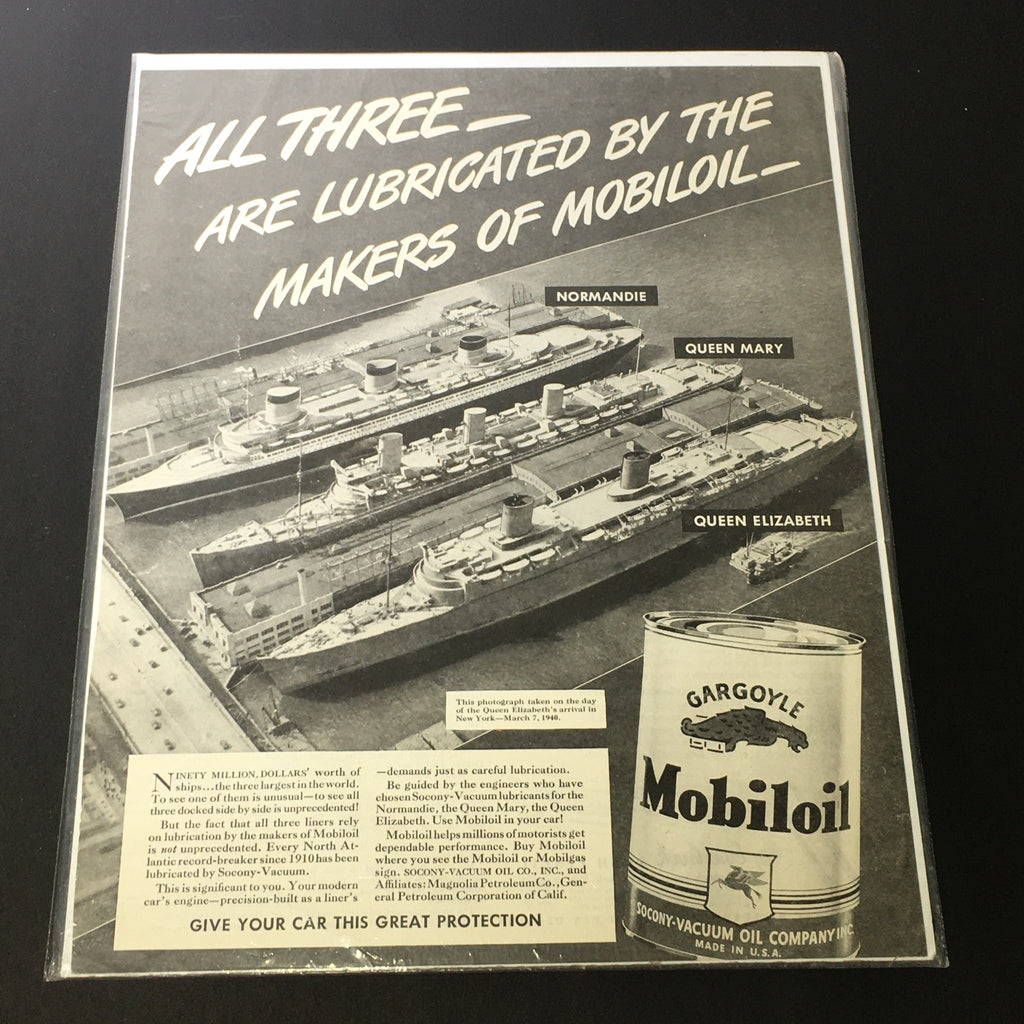 ALL THREE—
ARE LUBRICATED BY THE
MAKERS OF MOBILOIL—
NORMANDIE
QUEEN MARY
QUEEN ELIZABETH
This photograph taken on the day
of the Queen Elizabeth's arrival in
New York—March 7, 1940.
NINETY MILLION, DOLLARS' worth of
ships...the three largest in the world.
To see one of them is unusual—to see all
three docked side by side is unprecedented!
But the fact that all three liners rely
on lubrication by the makers of Mobiloil
is not unprecedented. Every North At-
lantic record-breaker since 1910 has been
lubricated by Socony-Vacuum.
This is significant to you. Your modern
car's engine—precision-built as a liner's
—demands just as careful lubrication.
Be guided by the engineers who have
chosen Socony-Vacuum lubricants for the
Normandie, the Queen Mary, the Queen
Elizabeth. Use Mobiloil in your car!
Mobiloil helps millions of motorists get
dependable performance. Buy Mobiloil
where you see the Mobiloil or Mobilgas
sign. SOCONY-VACUUM OIL CO., INC., and
Affiliates: Magnolia Petroleum Co., Gen-
eral Petroleum Corporation of Calif.
GIVE YOUR CAR THIS GREAT PROTECTION
GARGOYLE
Mobiloil
SOCONY-VACUUM OIL COMPANY INC.
MADE IN U.S.A.